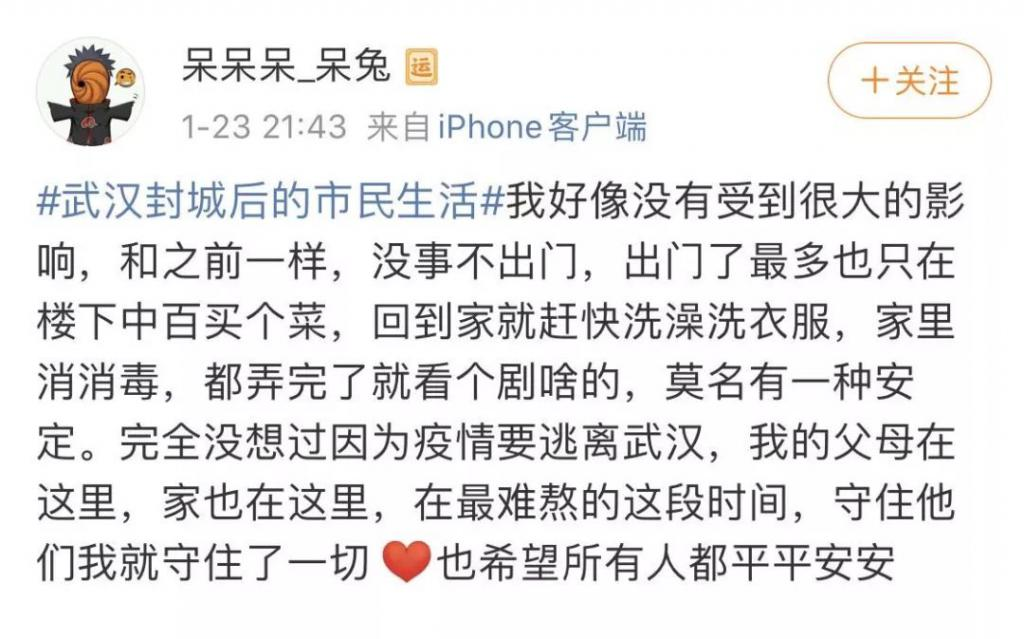 呆呆呆_呆兔 运
+关注
1-23 21:43 来自 iPhone客户端
#武汉封城后的市民生活#我好像没有受到很大的影
响，和之前一样，没事不出门，出门了最多也只在
楼下中百买个菜，回到家就赶快洗澡洗衣服，家里
消消毒，都弄完了就看个剧啥的，莫名有一种安
定。完全没想过因为疫情要逃离武汉，我的父母在
这里，家也在这里，在最难熬的这段时间，守住他
们我就守住了一切❤️也希望所有人都平平安安